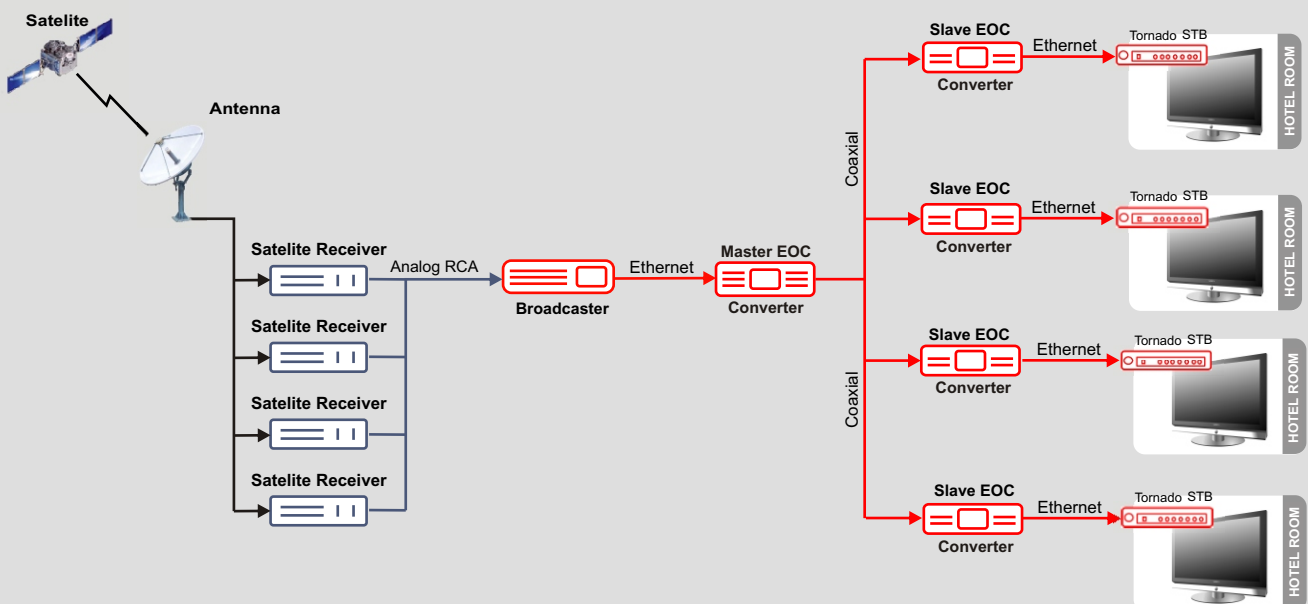 Satelite
Antenna
Satelite Receiver
Analog RCA
Satelite Receiver
Satelite Receiver
Satelite Receiver
Broadcaster
Ethernet
Master EOC
Converter
Coaxial
Coaxial
Slave EOC
Converter
Ethernet
Tornado STB
HOTEL ROOM
Slave EOC
Converter
Ethernet
Tornado STB
HOTEL ROOM
Slave EOC
Converter
Ethernet
Tornado STB
HOTEL ROOM
Slave EOC
Converter
Ethernet
Tornado STB
HOTEL ROOM